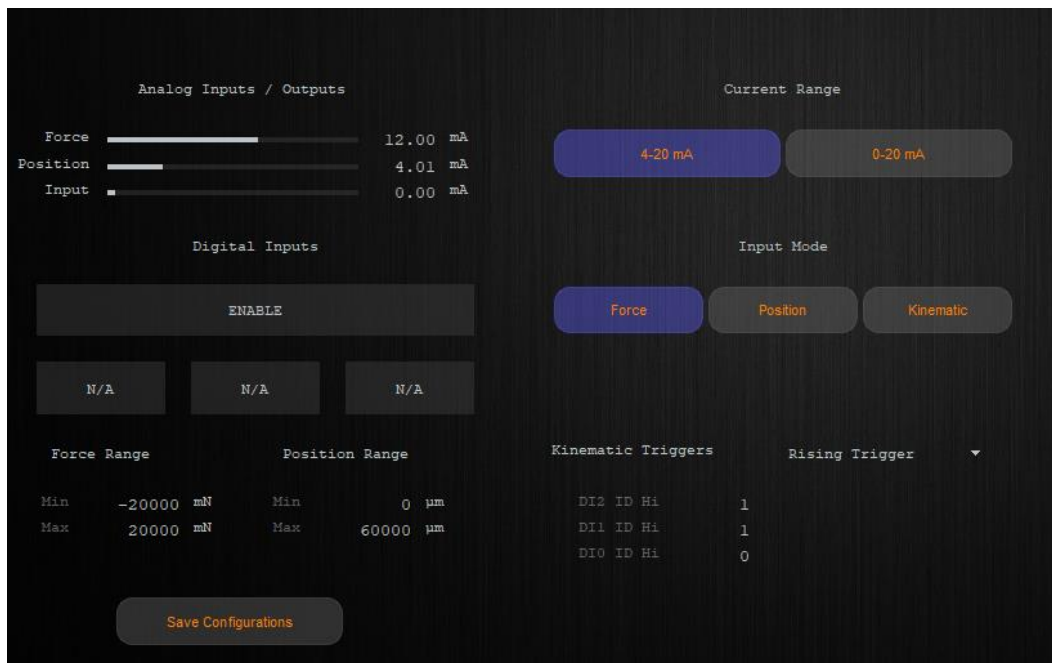 Analog Inputs / Outputs
Force 12.00 mA
Position 4.01 mA
Input 0.00 mA
Current Range
4-20 mA 0-20 mA
Digital Inputs
ENABLE
N/A N/A N/A
Input Mode
Force Position Kinematic
Force Range
Min -20000 mN
Max 20000 mN
Position Range
Min 0 µm
Max 60000 µm
Kinematic Triggers Rising Trigger
DI2 ID Hi 1
DI1 ID Hi 1
DI0 ID Hi 0
Save Configurations